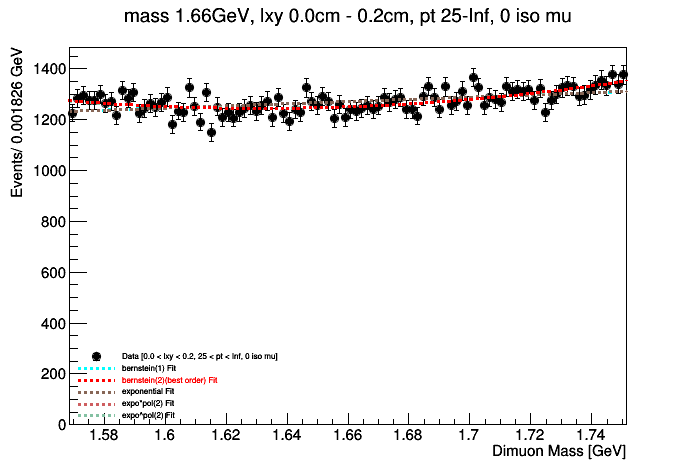 mass 1.66GeV, lxy 0.0cm - 0.2cm, pt 25-Inf, 0 iso mu
Events/ 0.001826 GeV
1400
1200
1000
800
600
400
200
0
Data [0.0 < lxy < 0.2, 25 < pt < Inf, 0 iso mu]
bernstein(1) Fit
bernstein(2)(best order) Fit
exponential Fit
expo*pol(2) Fit
expo^pol(2) Fit
1.58 1.6 1.62 1.64 1.66 1.68 1.7 1.72 1.74
Dimuon Mass [GeV]